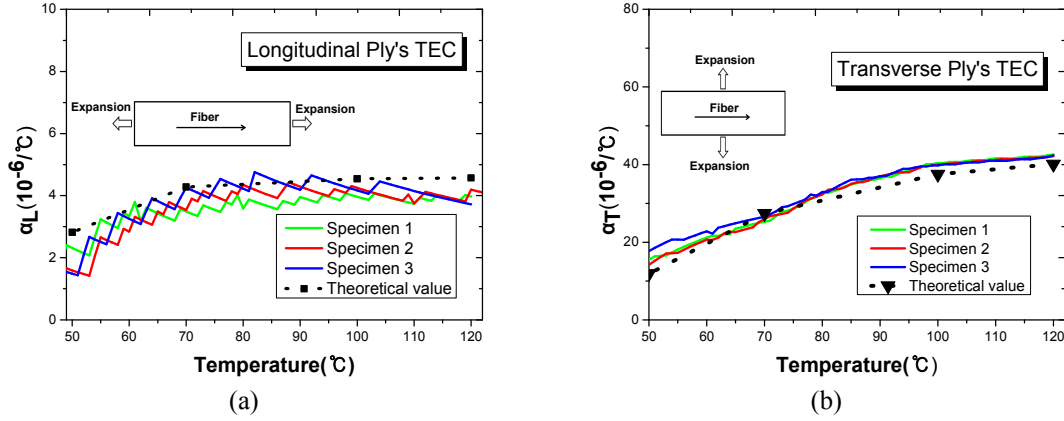 10
8
6
4
2
0
αL(10-6/℃)
Longitudinal Ply's TEC
Expansion
Expansion
Fiber
Specimen 1
Specimen 2
Specimen 3
Theoretical value
50 60 70 80 90 100 110 120
Temperature(℃)
(a)
80
60
40
20
0
αT(10-6/℃)
Transverse Ply's TEC
Expansion
Fiber
Expansion
Specimen 1
Specimen 2
Specimen 3
Theoretical value
50 60 70 80 90 100 110 120
Temperature(℃)
(b)